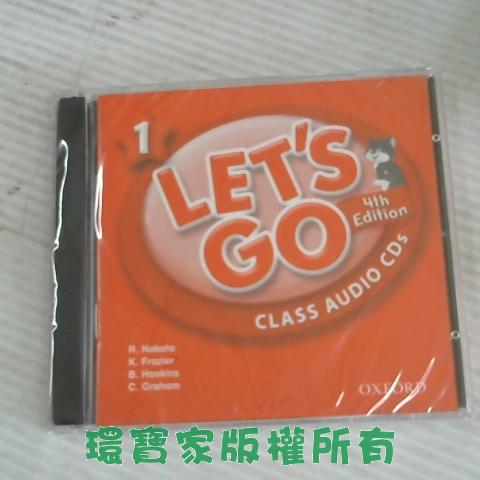 1
LET'S
GO
4th
Edition
CLASS AUDIO CDs
R. Nakata
K. Frazier
B. Hoskins
C. Graham
OXFORD
環寶家版權所有